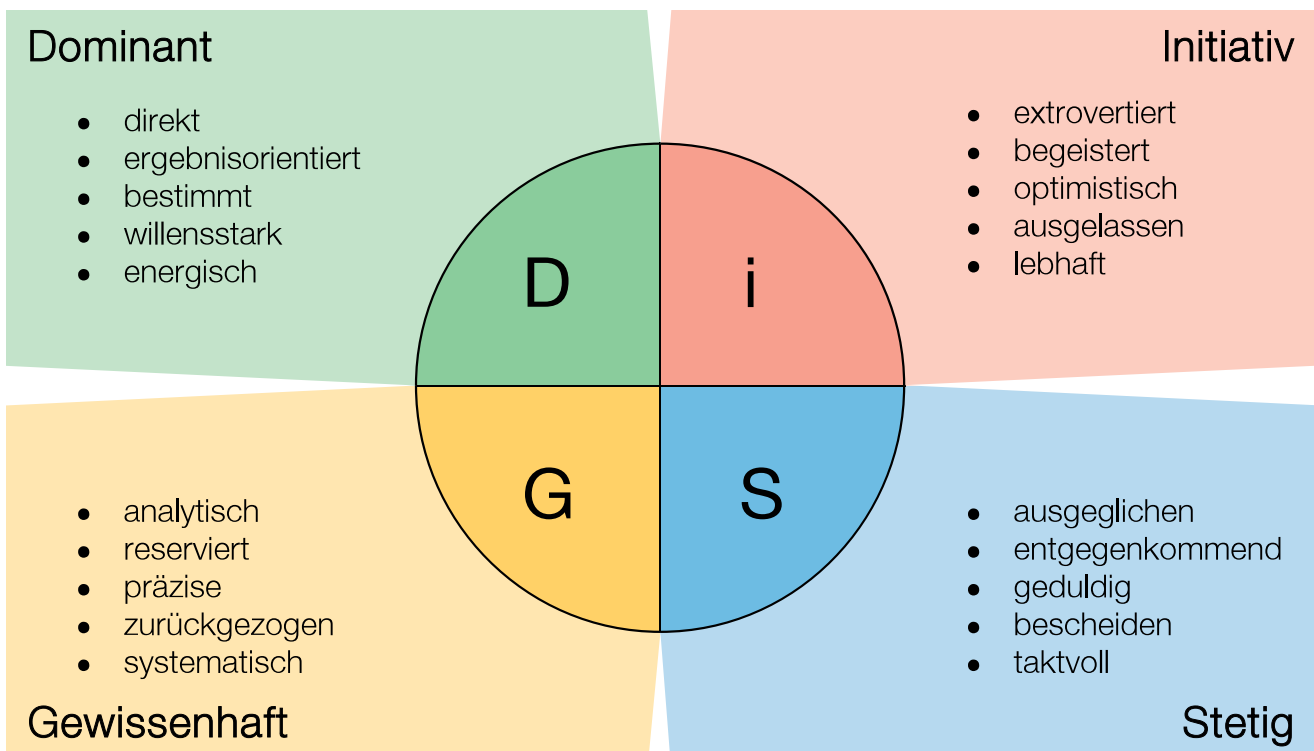 Dominant
• direkt
• ergebnisorientiert
• bestimmt
• willensstark
• energisch
Initiativ
• extrovertiert
• begeistert
• optimistisch
• ausgelassen
• lebhaft
D
i
G
S
• analytisch
• reserviert
• präzise
• zurückgezogen
• systematisch
Gewissenhaft
• ausgeglichen
• entgegenkommend
• geduldig
• bescheiden
• taktvoll
Stetig